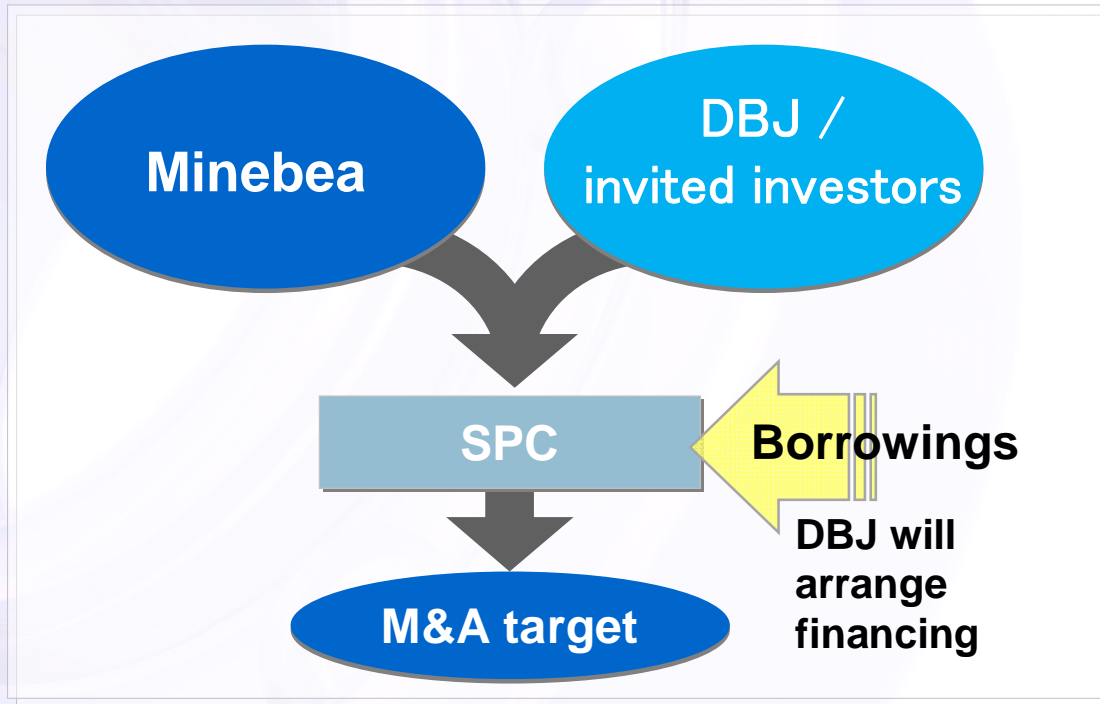 Minebea
DBJ /
invited investors
SPC
Borrowings
DBJ will
arrange
financing
M&A target